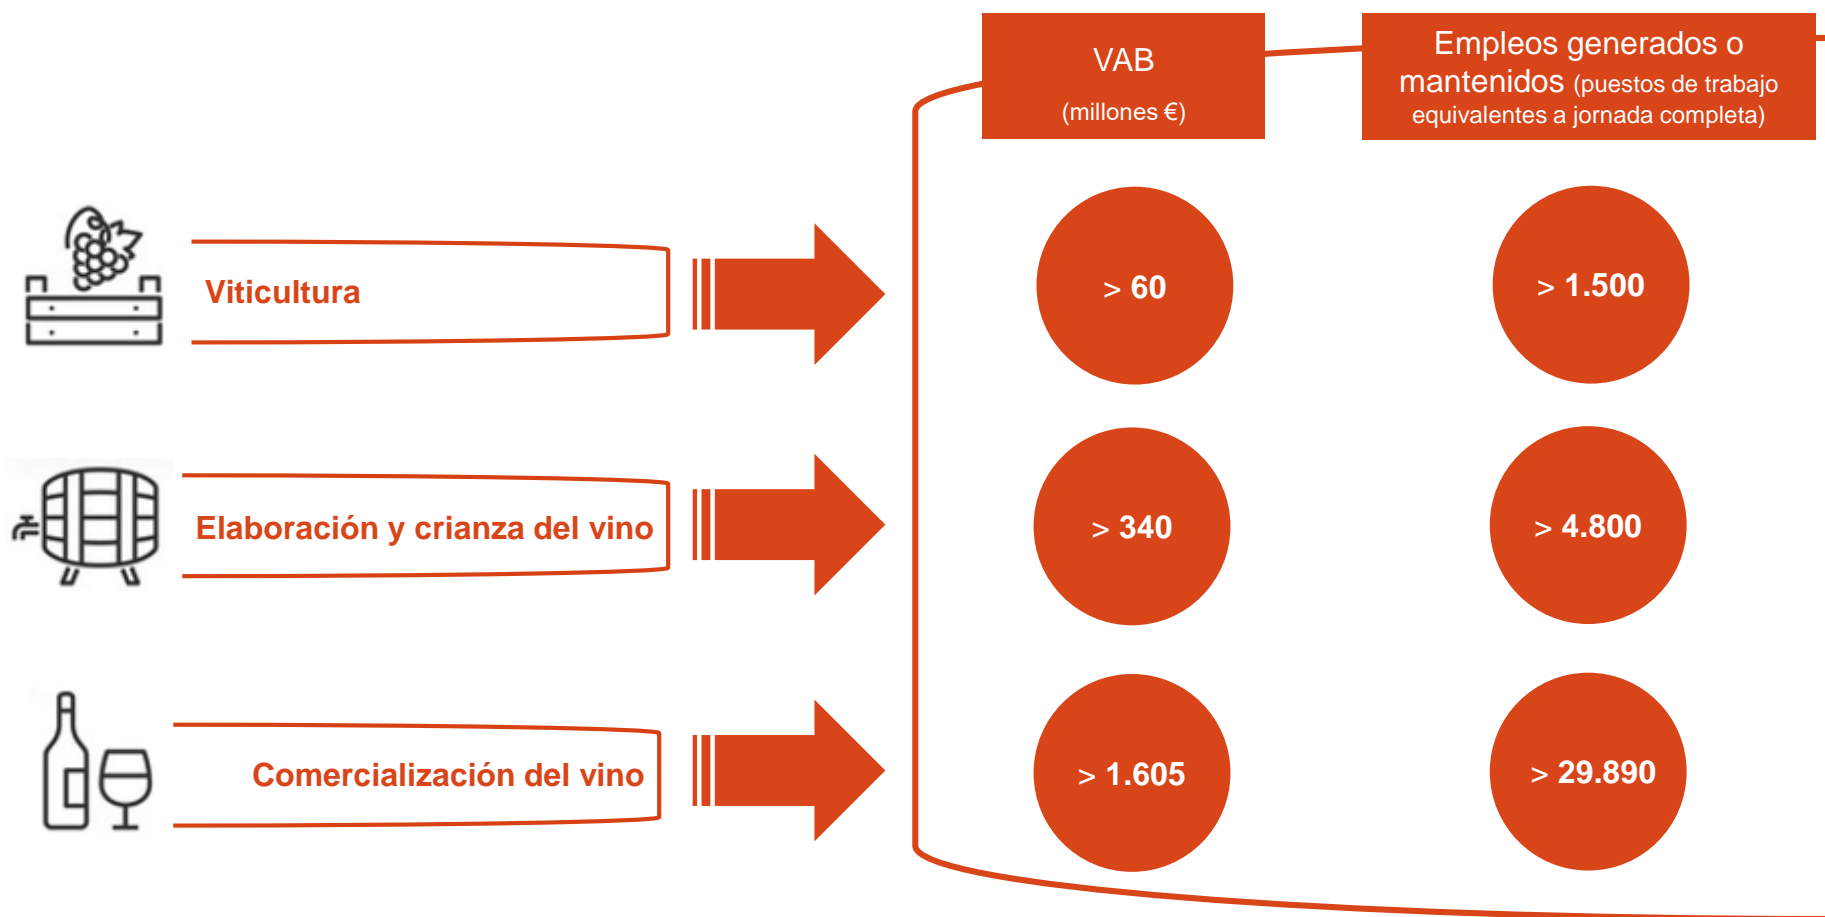 VAB
(millones €)
Empleos generados o
mantenidos (puestos de trabajo
equivalentes a jornada completa)
Viticultura
> 60
> 1.500
Elaboración y crianza del vino
> 340
> 4.800
Comercialización del vino
> 1.605
> 29.890